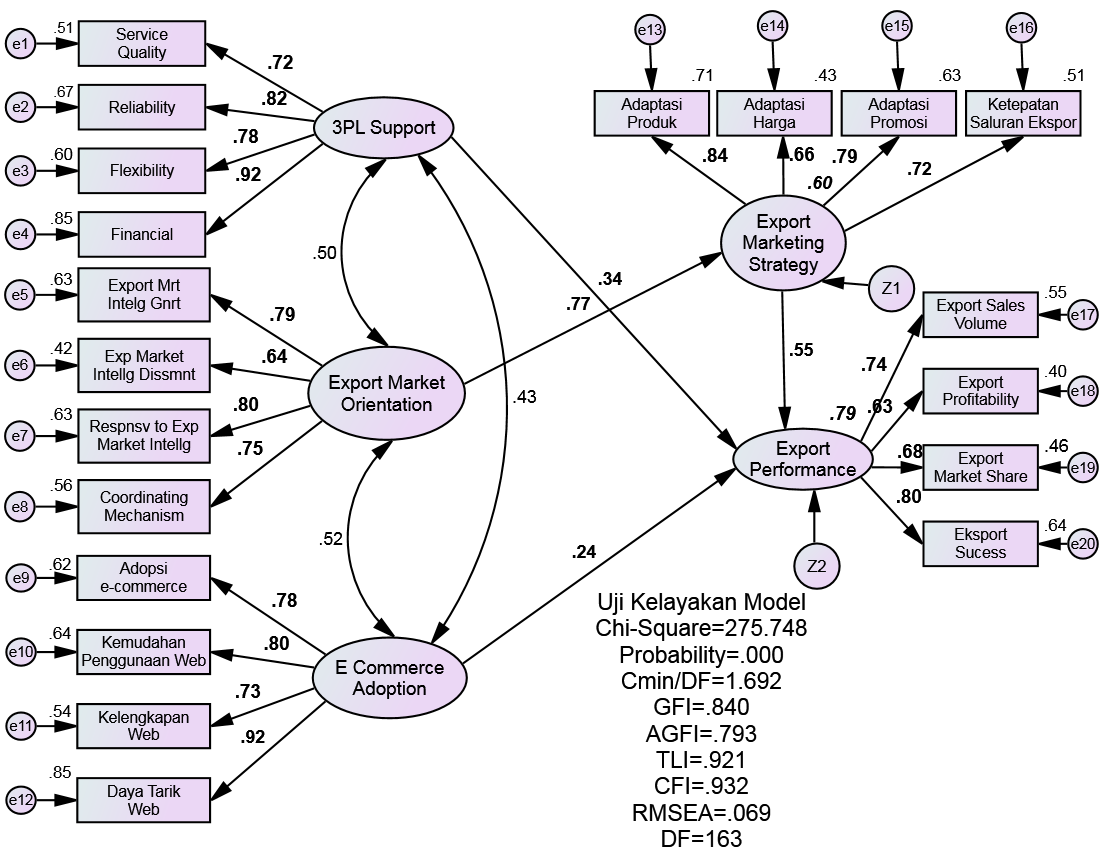 e1
.51
Service
Quality
e2
.67
Reliability
e3
.60
Flexibility
e4
.85
Financial
.72
.82
.78
.92
3PL Support
e5
.63
Export Mrt
Intelg Gnrt
e6
.42
Exp Market
Intellg Dissmnt
e7
.63
Respnsv to Exp
Market Intellg
e8
.56
Coordinating
Mechanism
.79
.64
.80
.75
Export Market
Orientation
e9
.62
Adopsi
e-commerce
e10
.64
Kemudahan
Penggunaan Web
e11
.54
Kelengkapan
Web
e12
.85
Daya Tarik
Web
.78
.80
.73
.92
E Commerce
Adoption
.50
.43
.52
.34
.77
.24
e13
e14
e15
e16
.71
.43
.63
.51
Adaptasi
Produk
Adaptasi
Harga
Adaptasi
Promosi
Ketepatan
Saluran Ekspor
.84
.66
.79
.72
.60
Export
Marketing
Strategy
Z1
.55
.79
Export
Performance
Z2
.74
.63
.68
.80
Export Sales
Volume
.55
e17
Export
Profitability
.40
e18
Export
Market Share
.46
e19
Eksport
Sucess
.64
e20
Uji Kelayakan Model
Chi-Square=275.748
Probability=.000
Cmin/DF=1.692
GFI=.840
AGFI=.793
TLI=.921
CFI=.932
RMSEA=.069
DF=163